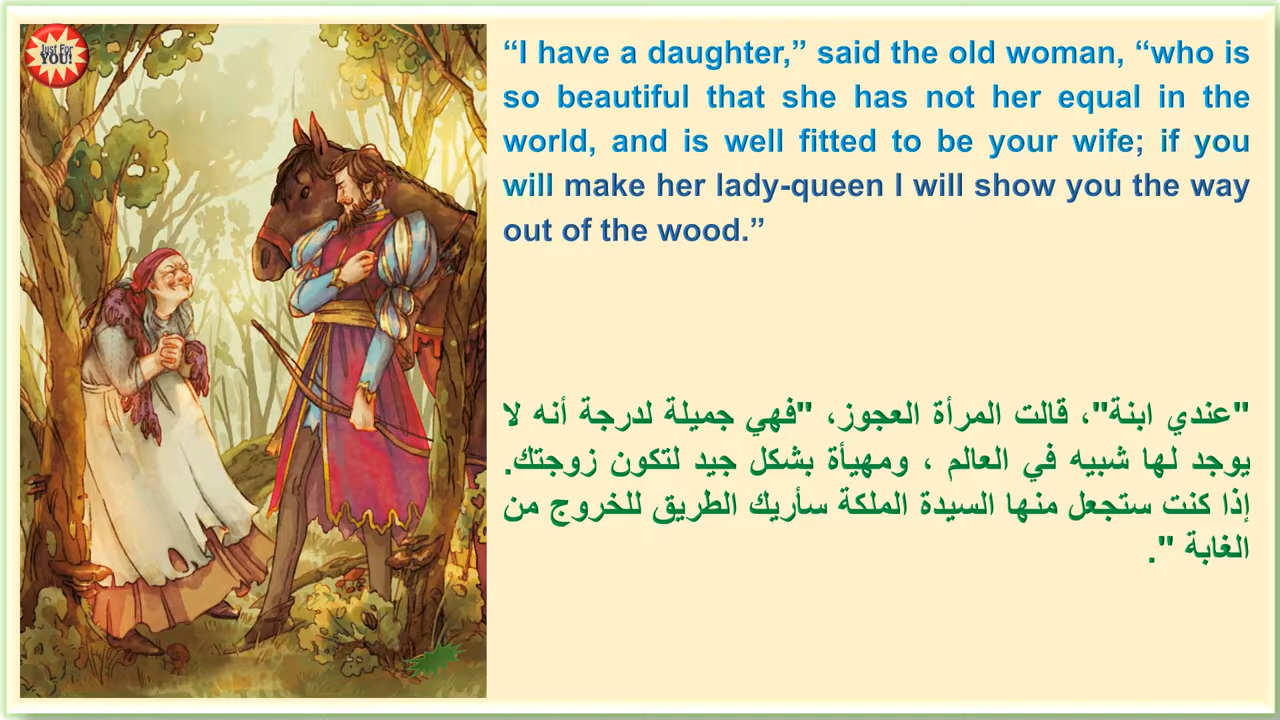 Just For
YOU!
“I have a daughter,” said the old woman, “who is
so beautiful that she has not her equal in the
world, and is well fitted to be your wife; if you
will make her lady-queen I will show you the way
out of the wood.”
"عندي ابنة"، قالت المرأة العجوز، "فهي جميلة لدرجة أنه لا
يوجد لها شبيه في العالم ، ومهيأة بشكل جيد لتكون زوجتك.
إذا كنت ستجعل منها السيدة الملكة سأريك الطريق للخروج من
الغابة ".